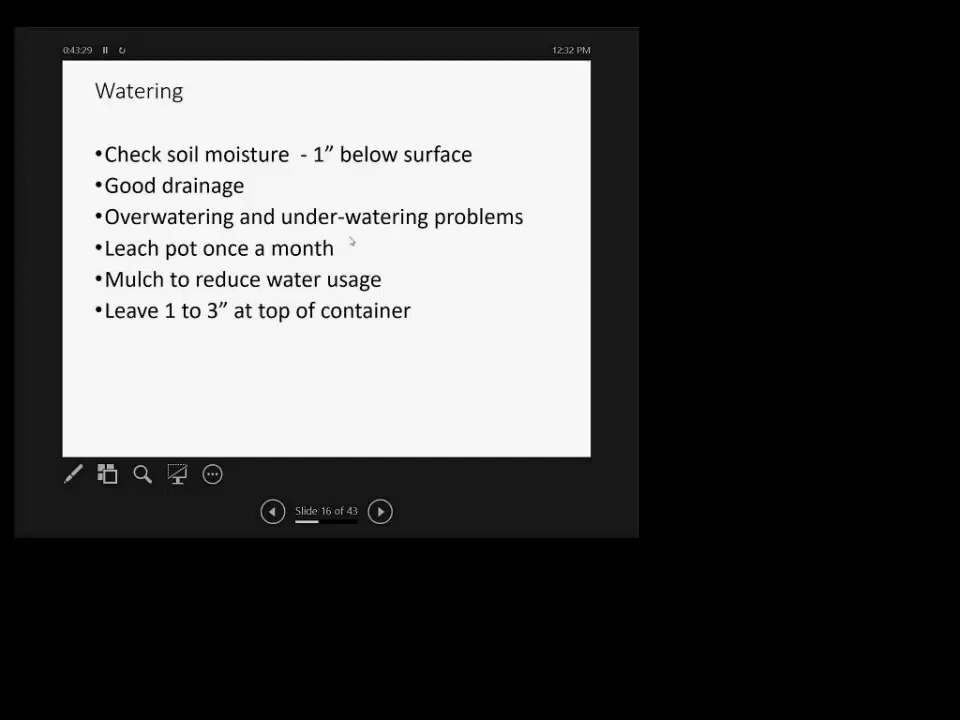 0:43:29
12:32 PM
Watering
•Check soil moisture - 1” below surface
•Good drainage
•Overwatering and under-watering problems
•Leach pot once a month
•Mulch to reduce water usage
•Leave 1 to 3” at top of container
Slide 16 of 43